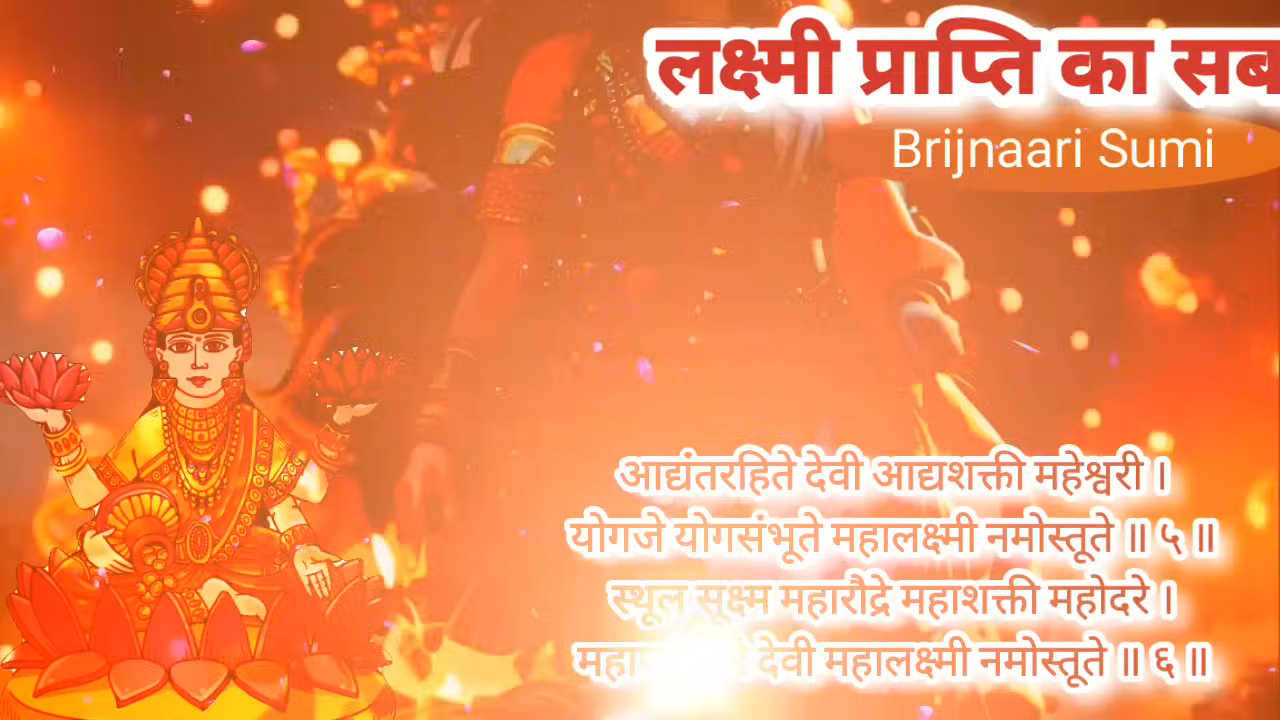 लक्ष्मी प्राप्ति का सब
Brijnaari Sumi
आद्यंतरहिते देवी आद्यशक्ती महेश्वरी ।
योगजे योगसंभूते महालक्ष्मी नमोस्तूते ॥ ५ ॥
स्थूल सूक्ष्म महारौद्रे महाशक्ती महोदरे ।
देवी महालक्ष्मी नमोस्तूते ॥ ६ ॥